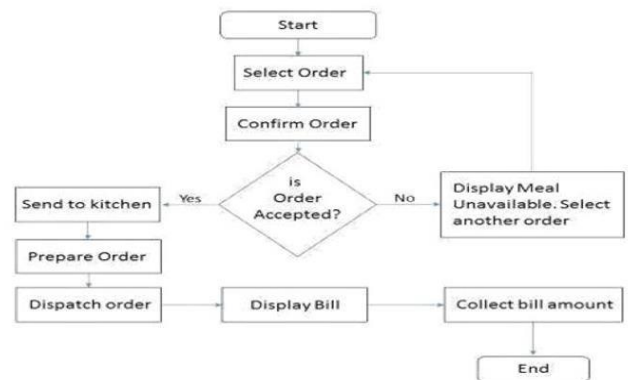 Start
Select Order
Confirm Order
is
Order
Accepted?
Yes
No
Send to kitchen
Display Meal
Unavailable. Select
another order
Prepare Order
Dispatch order
Display Bill
Collect bill amount
End